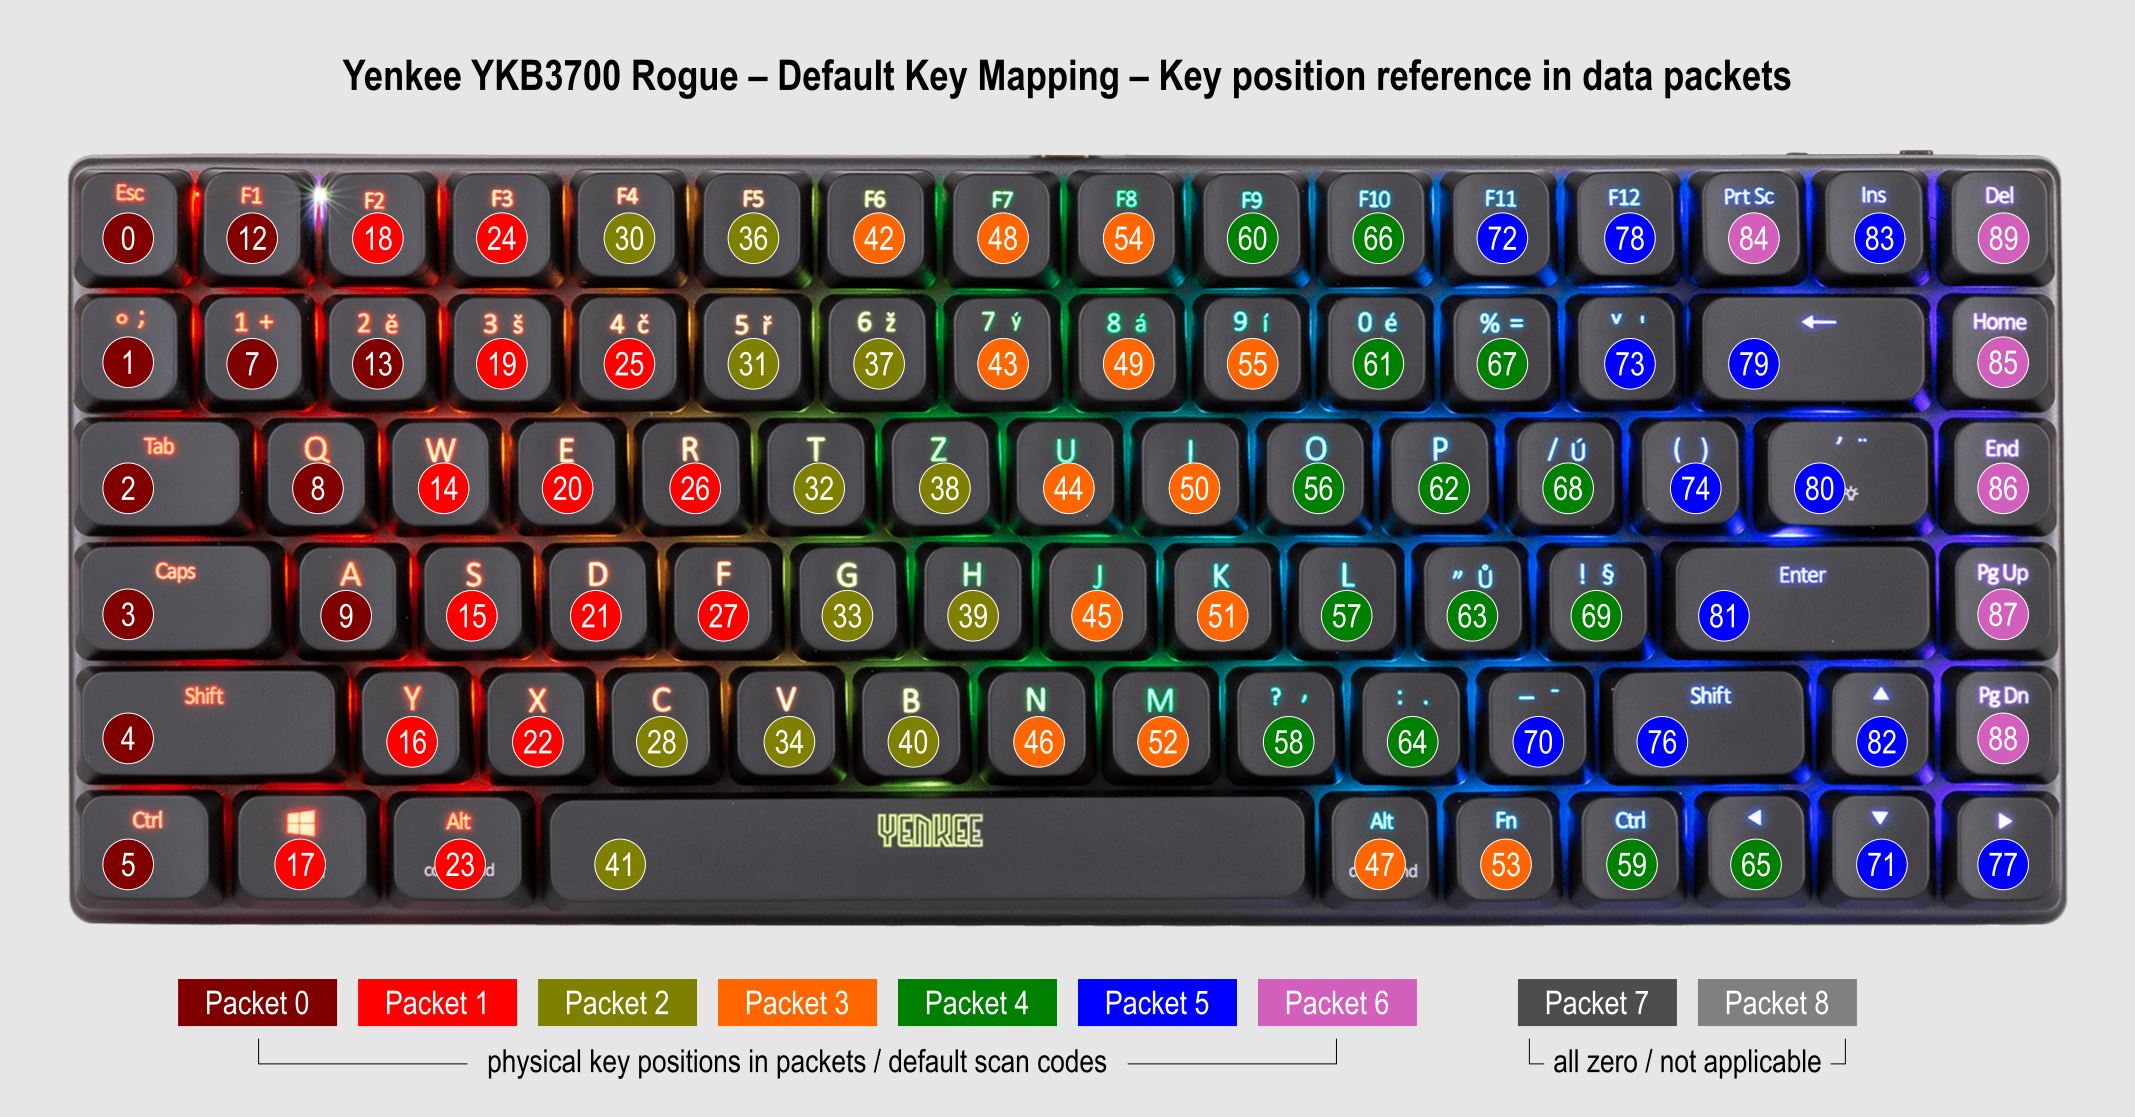 Yenkee YKB3700 Rogue – Default Key Mapping – Key position reference in data packets
Esc F1 F2 F3 F4 F5 F6 F7 F8 F9 F10 F11 F12 Prt Sc Ins Del
0 12 18 24 30 36 42 48 54 60 66 72 78 84 83 89
° ; 1 + 2 ě 3 š 4 č 5 ř 6 ž 7 ý 8 á 9 í 0 é % = ˇ ' ← Home
1 7 13 19 25 31 37 43 49 55 61 67 73 79 85
Tab Q W E R T Z U I O P / ú ( ) ʼ ¨ End
2 8 14 20 26 32 38 44 50 56 62 68 74 80 86
Caps A S D F G H J K L " ů ! § Enter Pg Up
3 9 15 21 27 33 39 45 51 57 63 69 81 87
Shift Y X C V B N M ? , : . – - Shift ▲ Pg Dn
4 16 22 28 34 40 46 52 58 64 70 76 82 88
Ctrl Alt YENKEE Alt Fn Ctrl ◀ ▼ ▶
5 17 23 41 47 53 59 65 71 77
Packet 0 Packet 1 Packet 2 Packet 3 Packet 4 Packet 5 Packet 6 Packet 7 Packet 8
physical key positions in packets / default scan codes all zero / not applicable